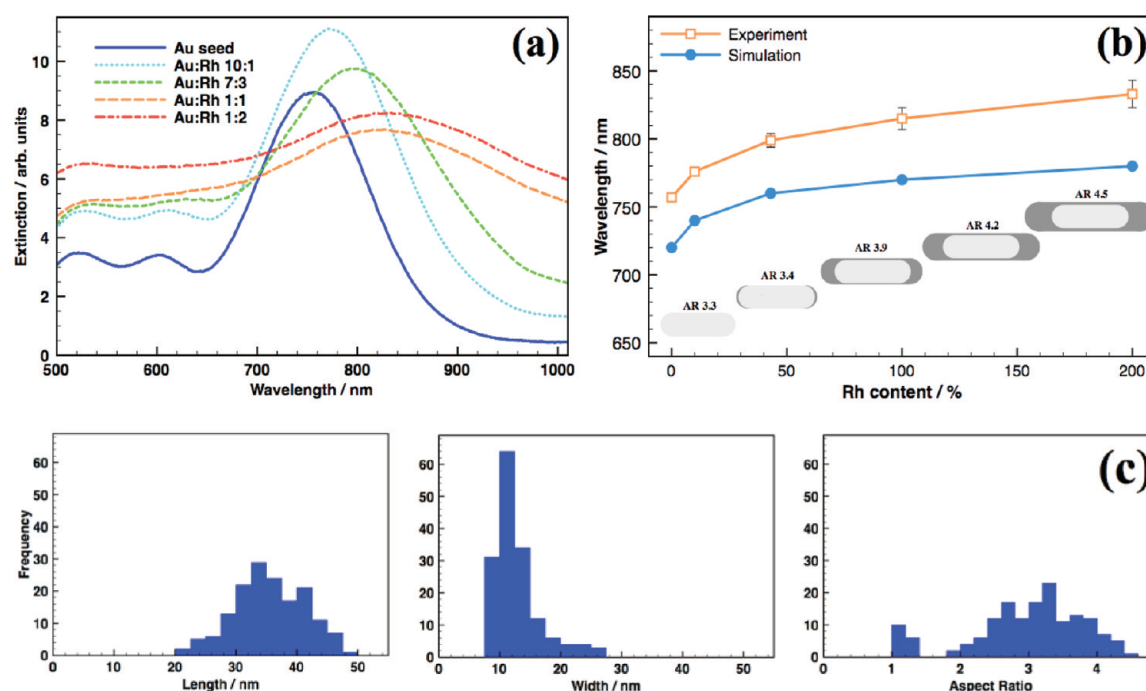 (a)
Au seed
Au:Rh 10:1
Au:Rh 7:3
Au:Rh 1:1
Au:Rh 1:2
Extinction / arb. units
10
8
6
4
2
0
500 600 700 800 900 1000
Wavelength / nm
(b)
Experiment
Simulation
Wavelength / nm
850
800
750
700
650
AR 3.3
AR 3.4
AR 3.9
AR 4.2
AR 4.5
0 50 100 150 200
Rh content / %
Frequency
60
50
40
30
20
10
0
0 10 20 30 40 50
Length / nm
60
50
40
30
20
10
0
0 10 20 30 40 50
Width / nm
(c)
60
50
40
30
20
10
0
0 1 2 3 4
Aspect Ratio